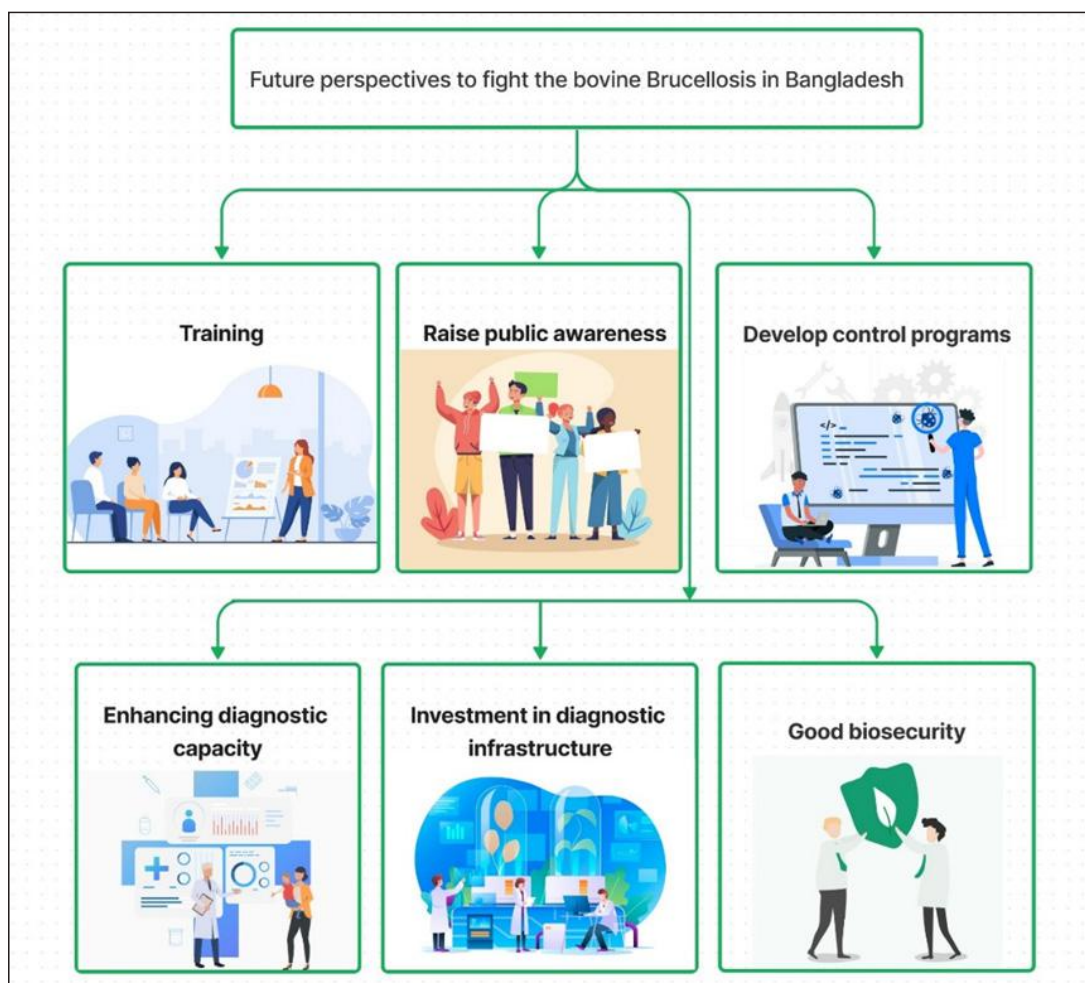 Future perspectives to fight the bovine Brucellosis in Bangladesh
Training
Raise public awareness
Develop control programs
</>
Enhancing diagnostic
capacity
Investment in diagnostic
infrastructure
Good biosecurity